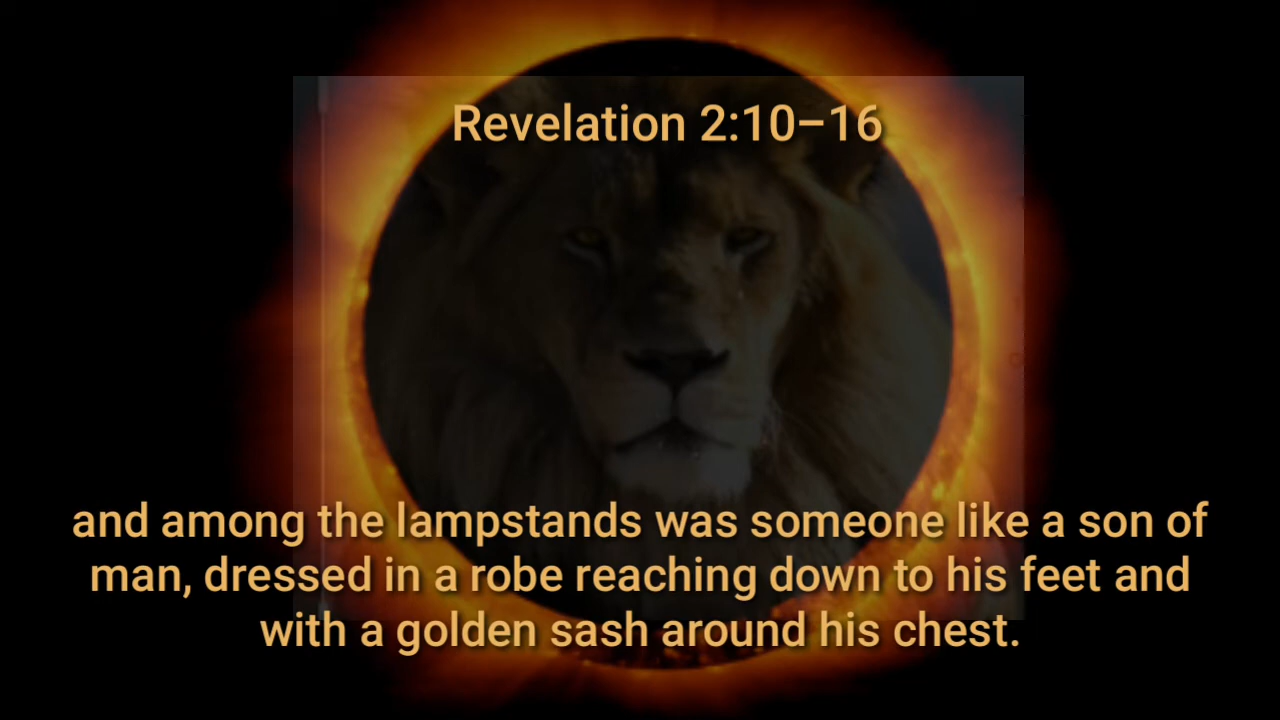 Revelation 2:10–16
and among the lampstands was someone like a son of
man, dressed in a robe reaching down to his feet and
with a golden sash around his chest.